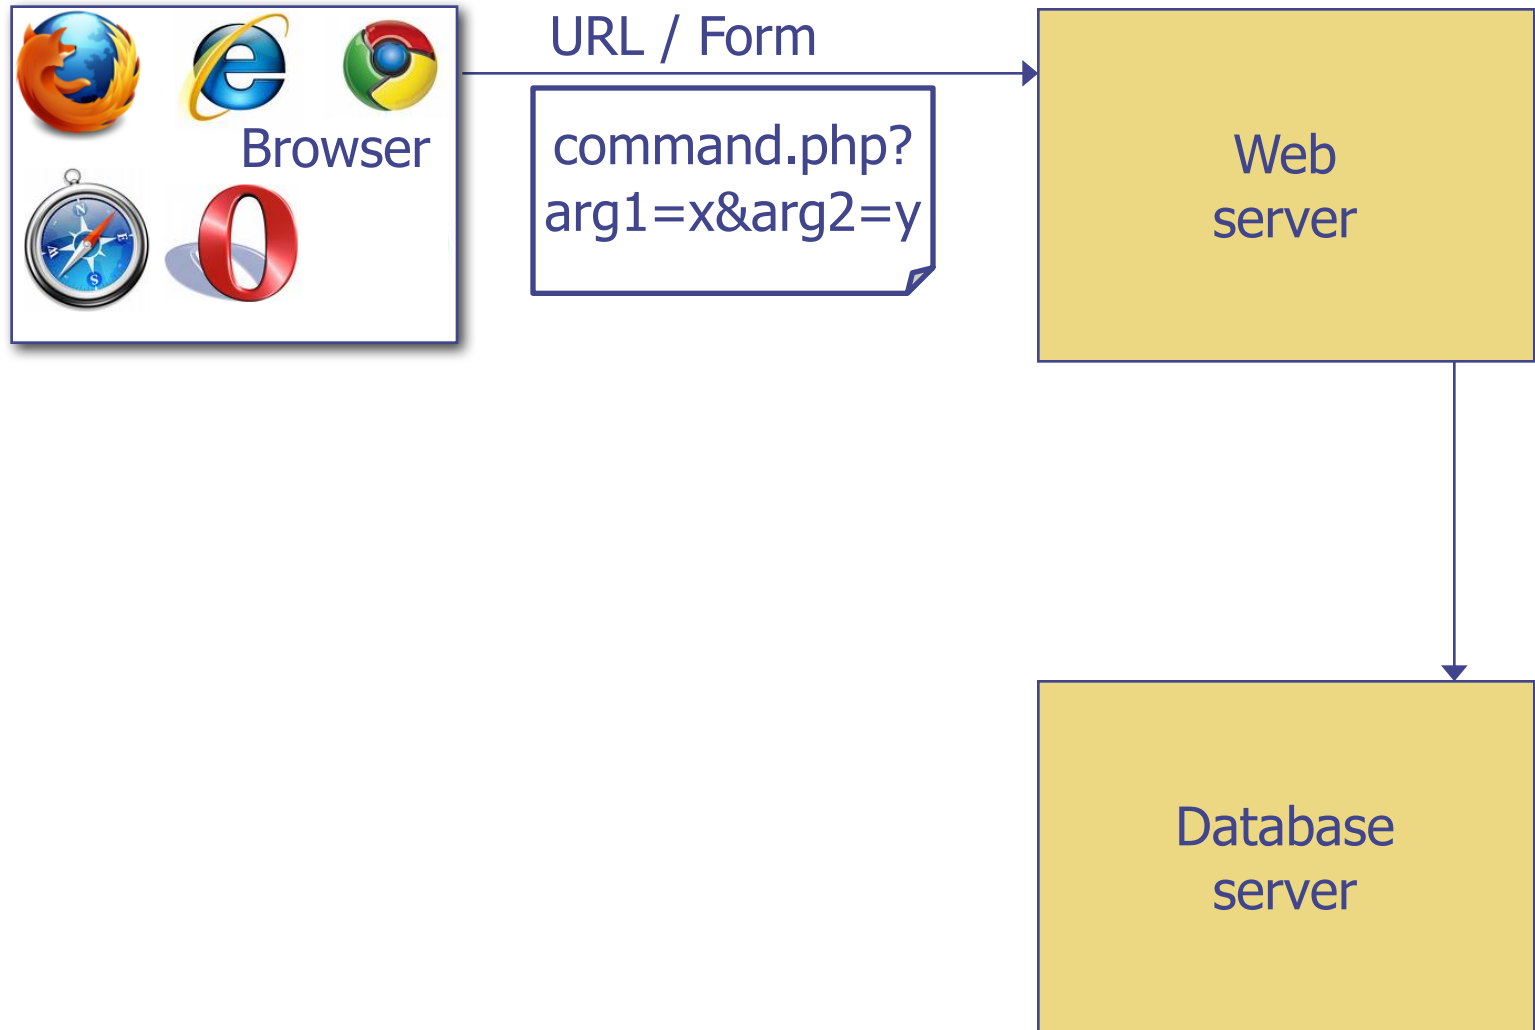 URL / Form
Browser
command.php?
arg1=x&arg2=y
Web
server
Database
server